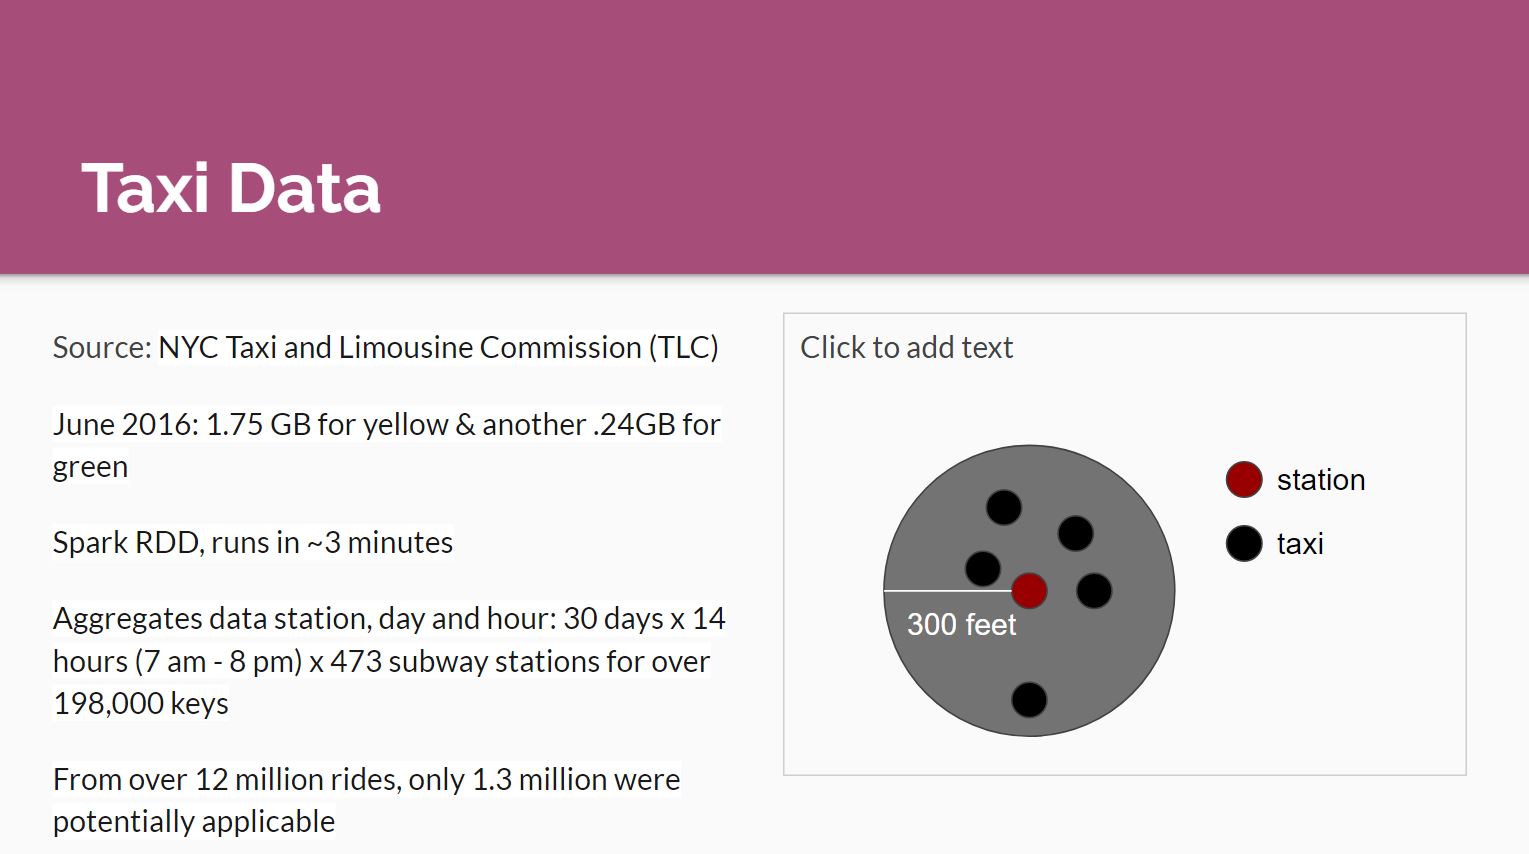 Taxi Data
Source: NYC Taxi and Limousine Commission (TLC)
June 2016: 1.75 GB for yellow & another .24GB for
green
Spark RDD, runs in ~3 minutes
Aggregates data station, day and hour: 30 days x 14
hours (7 am - 8 pm) x 473 subway stations for over
198,000 keys
From over 12 million rides, only 1.3 million were
potentially applicable
Click to add text
station
taxi
300 feet